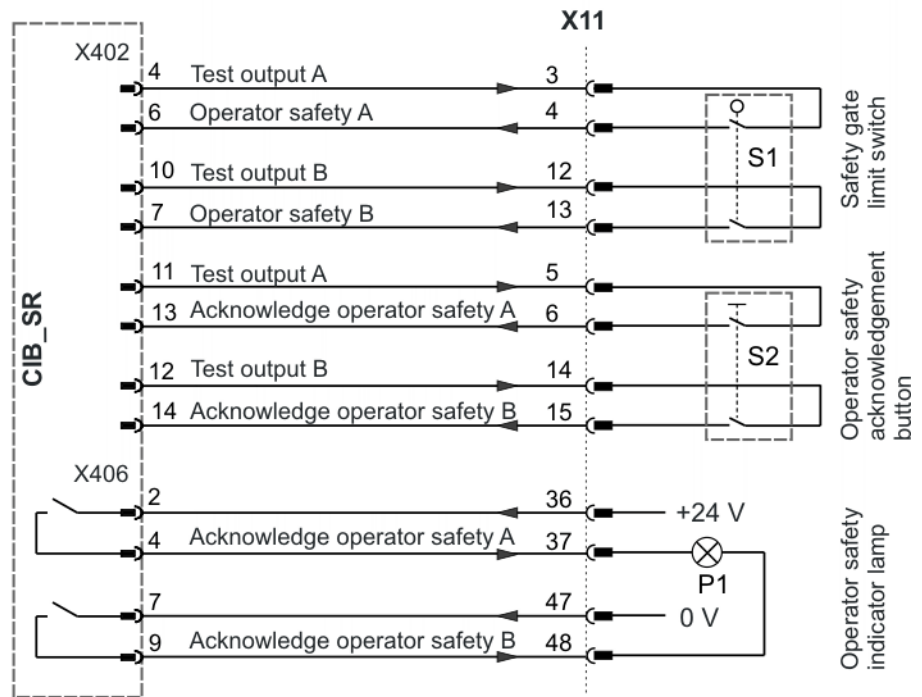 X11
X402
4 Test output A 3
6 Operator safety A 4
10 Test output B 12
7 Operator safety B 13
S1
Safety gate
limit switch
11 Test output A 5
13 Acknowledge operator safety A 6
12 Test output B 14
14 Acknowledge operator safety B 15
S2
Operator safety
acknowledgement
button
CIB_SR
X406
2 36 +24 V
4 Acknowledge operator safety A 37
P1
7 47 0 V
9 Acknowledge operator safety B 48
Operator safety
indicator lamp